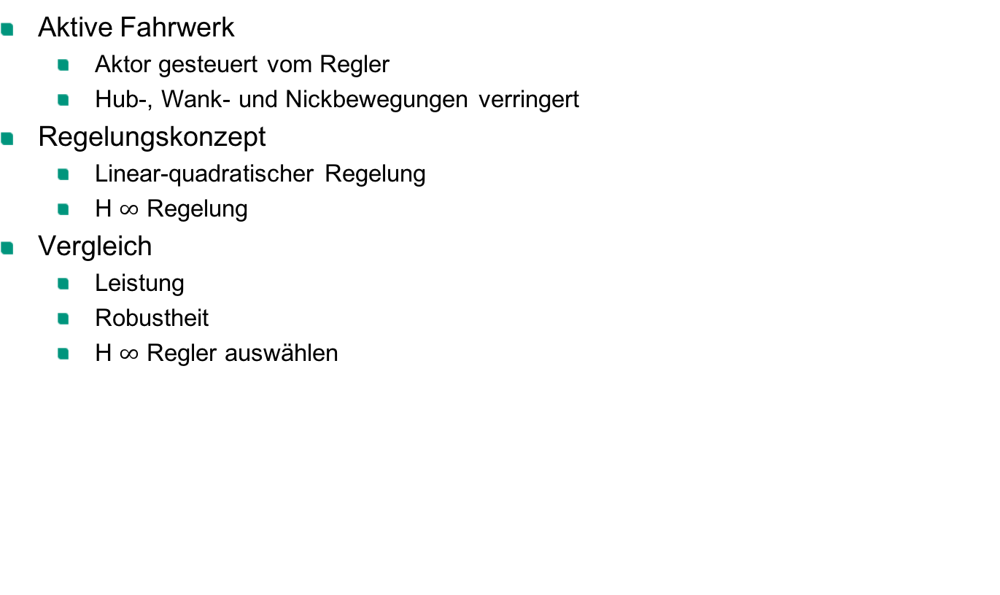 Aktive Fahrwerk
Aktor gesteuert vom Regler
Hub-, Wank- und Nickbewegungen verringert
Regelungskonzept
Linear-quadratischer Regelung
H ∞ Regelung
Vergleich
Leistung
Robustheit
H ∞ Regler auswählen